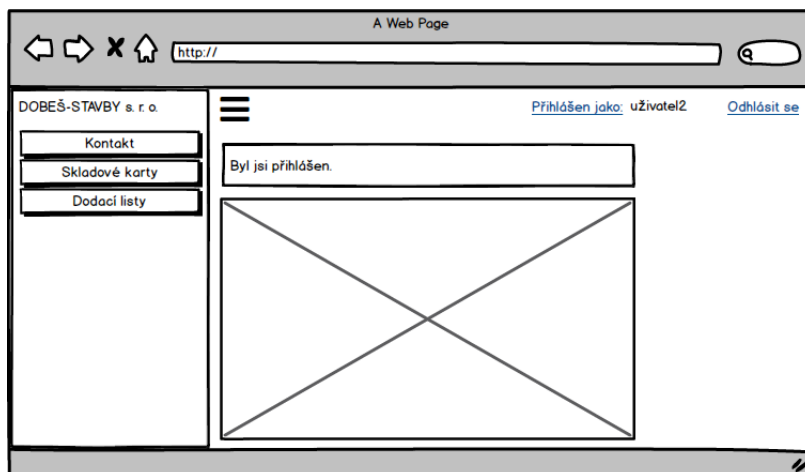 A Web Page
http://
DOBEŠ-STAVBY s. r. o.
Přihlášen jako: uživatel2
Odhlásit se
Kontakt
Skladové karty
Dodací listy
Byl jsi přihlášen.